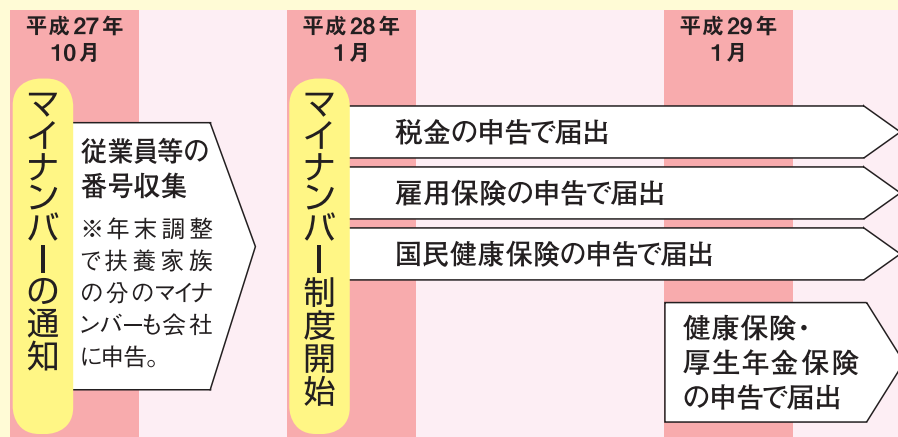 平成27年
10月
平成28年
1月
平成29年
1月
マイナンバーの通知
従業員等の
番号収集
※年末調整
で扶養家族
の分のマイナ
ンバーも会社
に申告。
マイナンバー制度開始
税金の申告で届出
雇用保険の申告で届出
国民健康保険の申告で届出
健康保険・
厚生年金保険
の申告で届出